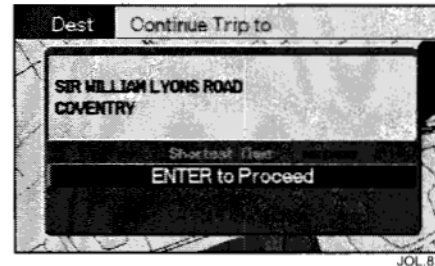 Dest Continue Trip to
SIR WILLIAM LYONS ROAD
COVENTRY
Shortest Time
ENTER to Proceed
JOL.8